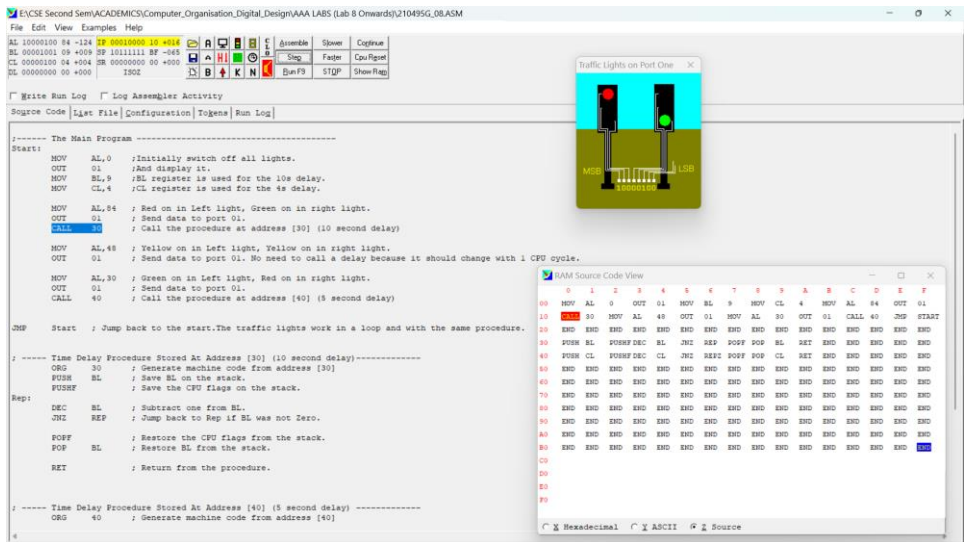 E:\CSE Second Sem\ACADEMICS\Computer_Organisation_Digital_Design\AAA LABS (Lab 8 Onwards)\210495G_08.ASM
File Edit View Examples Help
AL 10000100 84 -124 IP 00010000 10 +016
BL 00001001 09 +009 SP 10111111 BF -065
CL 00000100 04 +004 SR 00000000 00 +000
DL 00000000 00 +000 ISOZ
CLO
Assemble Slower Continue
Step Faster Cpu Reset
Run F9 STOP Show Ram
Write Run Log Log Assembler Activity
Source Code List File Configuration Tokens Run Log
;------ The Main Program ------------------------------------
Start:
MOV AL,0 ;Initially switch off all lights.
OUT 01 ;And display it.
MOV BL,9 ;BL register is used for the 10s delay.
MOV CL,4 ;CL register is used for the 4s delay.
MOV AL,84 ; Red on in Left light, Green on in right light.
OUT 01 ; Send data to port 01.
CALL 30 ; Call the procedure at address [30] (10 second delay)
MOV AL,48 ; Yellow on in Left light, Yellow on in right light.
OUT 01 ; Send data to port 01. No need to call a delay because it should change with 1 CPU cycle.
MOV AL,30 ; Green on in Left light, Red on in right light.
OUT 01 ; Send data to port 01.
CALL 40 ; Call the procedure at address [40] (5 second delay)
JMP Start ; Jump back to the start.The traffic lights work in a loop and with the same procedure.
; ----- Time Delay Procedure Stored At Address [30] (10 second delay)-------------
ORG 30 ; Generate machine code from address [30]
PUSH BL ; Save BL on the stack.
PUSHF ; Save the CPU flags on the stack.
Rep:
DEC BL ; Subtract one from BL.
JNZ REP ; Jump back to Rep if BL was not Zero.
POPF ; Restore the CPU flags from the stack.
POP BL ; Restore BL from the stack.
RET ; Return from the procedure.
; ----- Time Delay Procedure Stored At Address [40] (5 second delay) -------------
ORG 40 ; Generate machine code from address [40]
Traffic Lights on Port One
MSB LSB
10000100
RAM Source Code View
0 1 2 3 4 5 6 7 8 9 A B C D E F
00 MOV AL 0 OUT 01 MOV BL 9 MOV CL 4 MOV AL 84 OUT 01
10 CALL 30 MOV AL 48 OUT 01 MOV AL 30 OUT 01 CALL 40 JMP START
20 END END END END END END END END END END END END END END END END
30 PUSH BL PUSHF DEC BL JNZ REP POPF POP BL RET END END END END END
40 PUSH CL PUSHF DEC CL JNZ REPZ POPF POP CL RET END END END END END
50 END END END END END END END END END END END END END END END END
60 END END END END END END END END END END END END END END END END
70 END END END END END END END END END END END END END END END END
80 END END END END END END END END END END END END END END END END
90 END END END END END END END END END END END END END END END END
A0 END END END END END END END END END END END END END END END END
B0 END END END END END END END END END END END END END END END END
C0
D0
E0
F0
X Hexadecimal Y ASCII Z Source